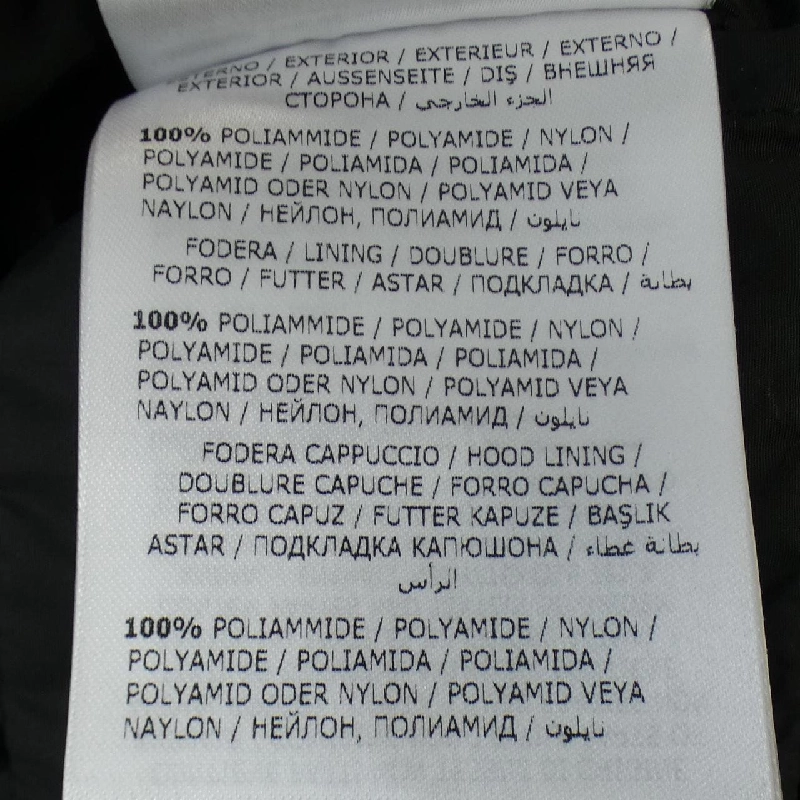 ESTERNO / EXTERIOR / EXTERIEUR / EXTERNO /
EXTERIOR / AUSSENSEITE / DIŞ / ВНЕШНЯЯ
СТОРОНА / الجزء الخارجي
100% POLIAMMIDE / POLYAMIDE / NYLON /
POLYAMIDE / POLIAMIDA / POLIAMIDA /
POLYAMID ODER NYLON / POLYAMID VEYA
NAYLON / НЕЙЛОН, ПОЛИАМИД / نايلون
FODERA / LINING / DOUBLURE / FORRO /
FORRO / FUTTER / ASTAR / ПОДКЛАДКА / بطانة
100% POLIAMMIDE / POLYAMIDE / NYLON /
POLYAMIDE / POLIAMIDA / POLIAMIDA /
POLYAMID ODER NYLON / POLYAMID VEYA
NAYLON / НЕЙЛОН, ПОЛИАМИД / نايلون
FODERA CAPPUCCIO / HOOD LINING /
DOUBLURE CAPUCHE / FORRO CAPUCHA /
FORRO CAPUZ / FUTTER KAPUZE / BAŞLIK
ASTAR / ПОДКЛАДКА КАПЮШОНА / بطانة غطاء
الرأس
100% POLIAMMIDE / POLYAMIDE / NYLON /
POLYAMIDE / POLIAMIDA / POLIAMIDA /
POLYAMID ODER NYLON / POLYAMID VEYA
NAYLON / НЕЙЛОН, ПОЛИАМИД / نايلون